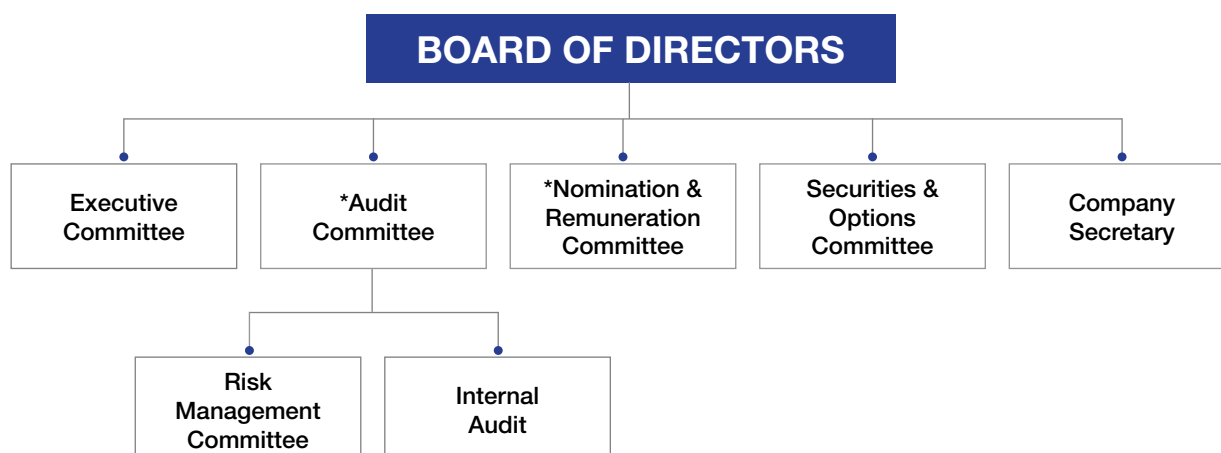 BOARD OF DIRECTORS
Executive
Committee
*Audit
Committee
*Nomination &
Remuneration
Committee
Securities &
Options
Committee
Company
Secretary
Risk
Management
Committee
Internal
Audit